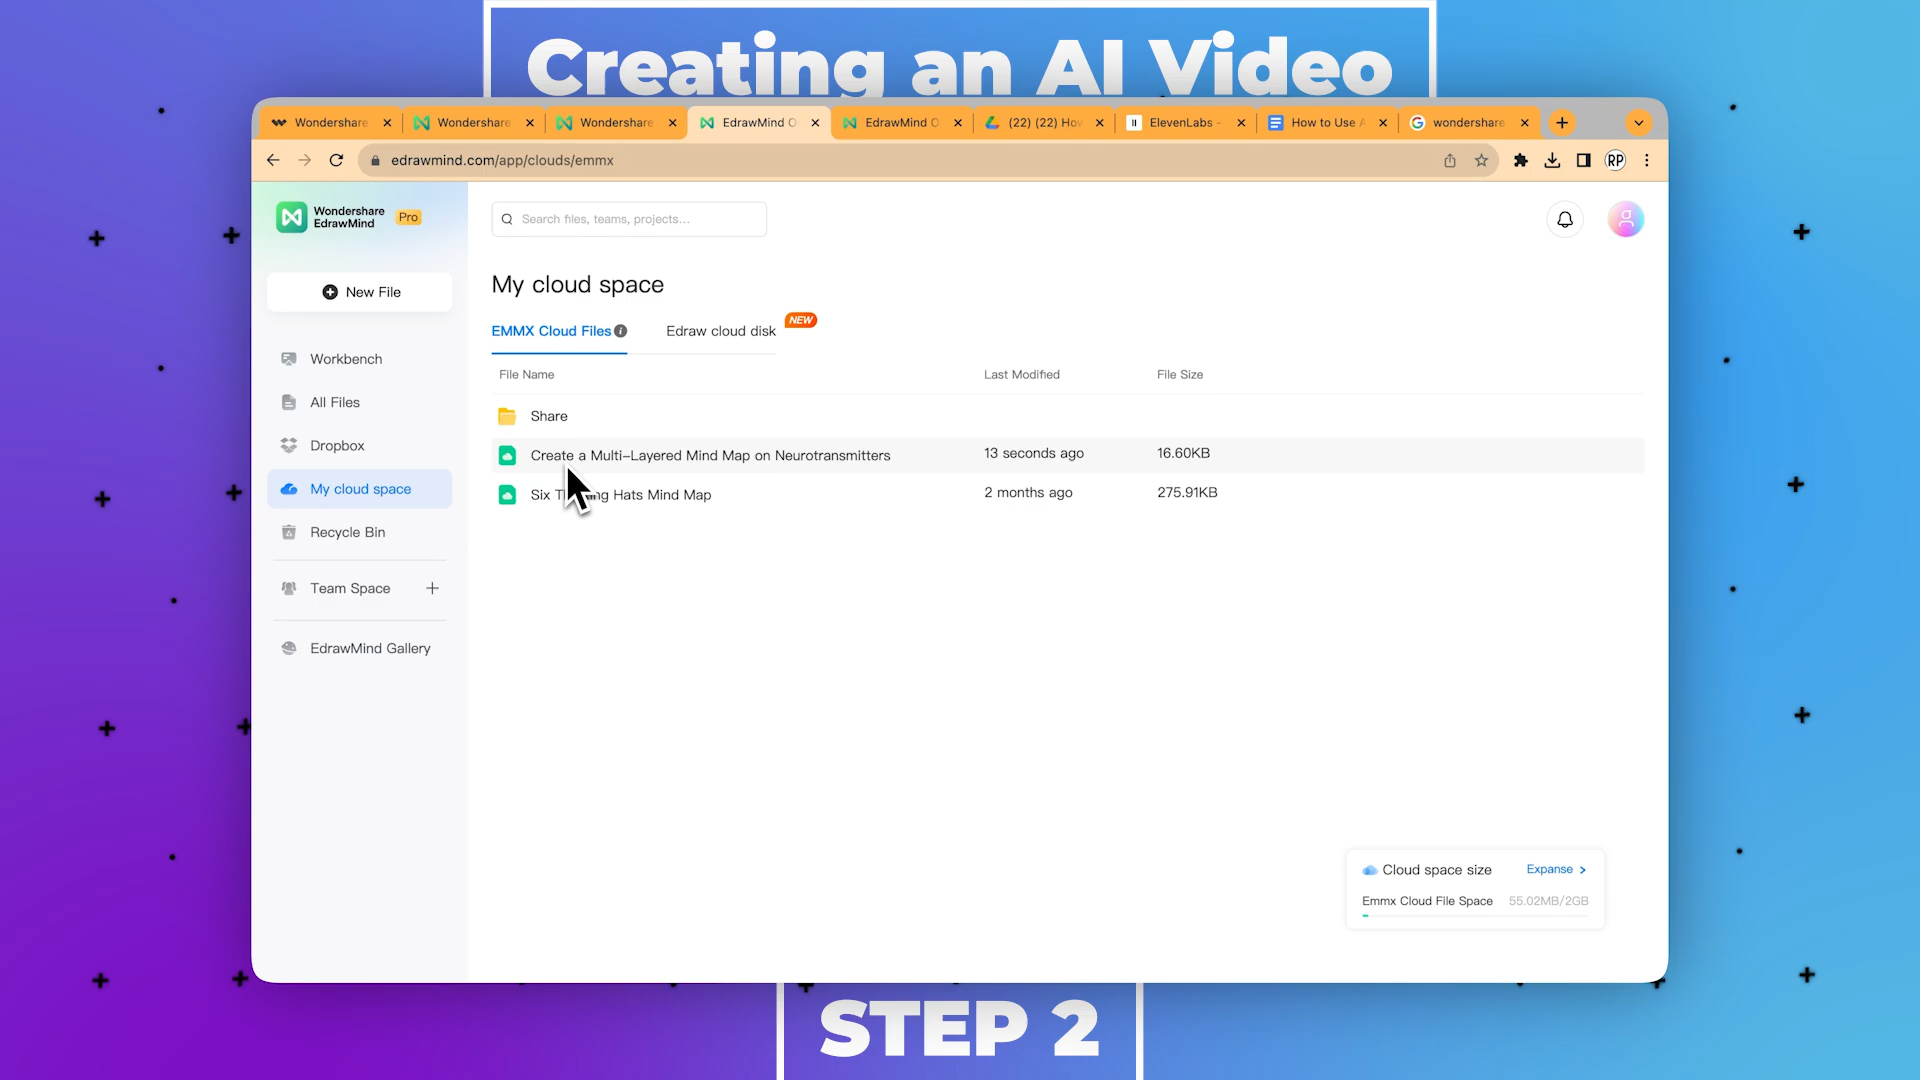 Creating an AI Video
Wondershare
Wondershare
Wondershare
EdrawMind O
EdrawMind O
(22) (22) How
ElevenLabs -
How to Use A
wondershare
edrawmind.com/app/clouds/emmx
RP
Wondershare
EdrawMind
Pro
Search files, teams, projects...
New File
My cloud space
EMMX Cloud Files
Edraw cloud disk
NEW
Workbench
All Files
Dropbox
My cloud space
Recycle Bin
Team Space
EdrawMind Gallery
File Name
Last Modified
File Size
Share
Create a Multi-Layered Mind Map on Neurotransmitters
13 seconds ago
16.60KB
Six Th ng Hats Mind Map
2 months ago
275.91KB
Cloud space size
Expanse >
Emmx Cloud File Space
55.02MB/2GB
STEP 2